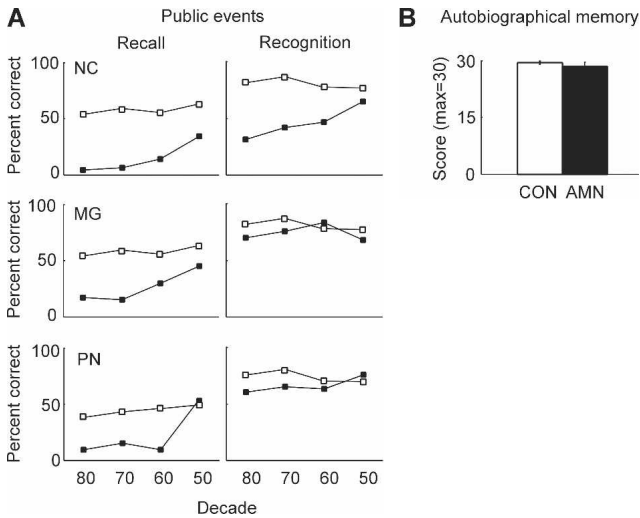 A
Public events
B Autobiographical memory
Recall
Recognition
100
50
0
Percent correct
NC
100
50
0
Percent correct
MG
100
50
0
Percent correct
PN
80 70 60 50
80 70 60 50
Decade
30
15
0
Score (max=30)
CON AMN